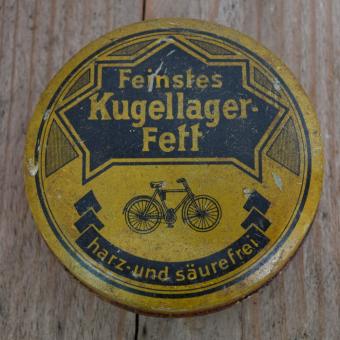 Feinstes
Kugellager-
Fett
harz- und säurefrei